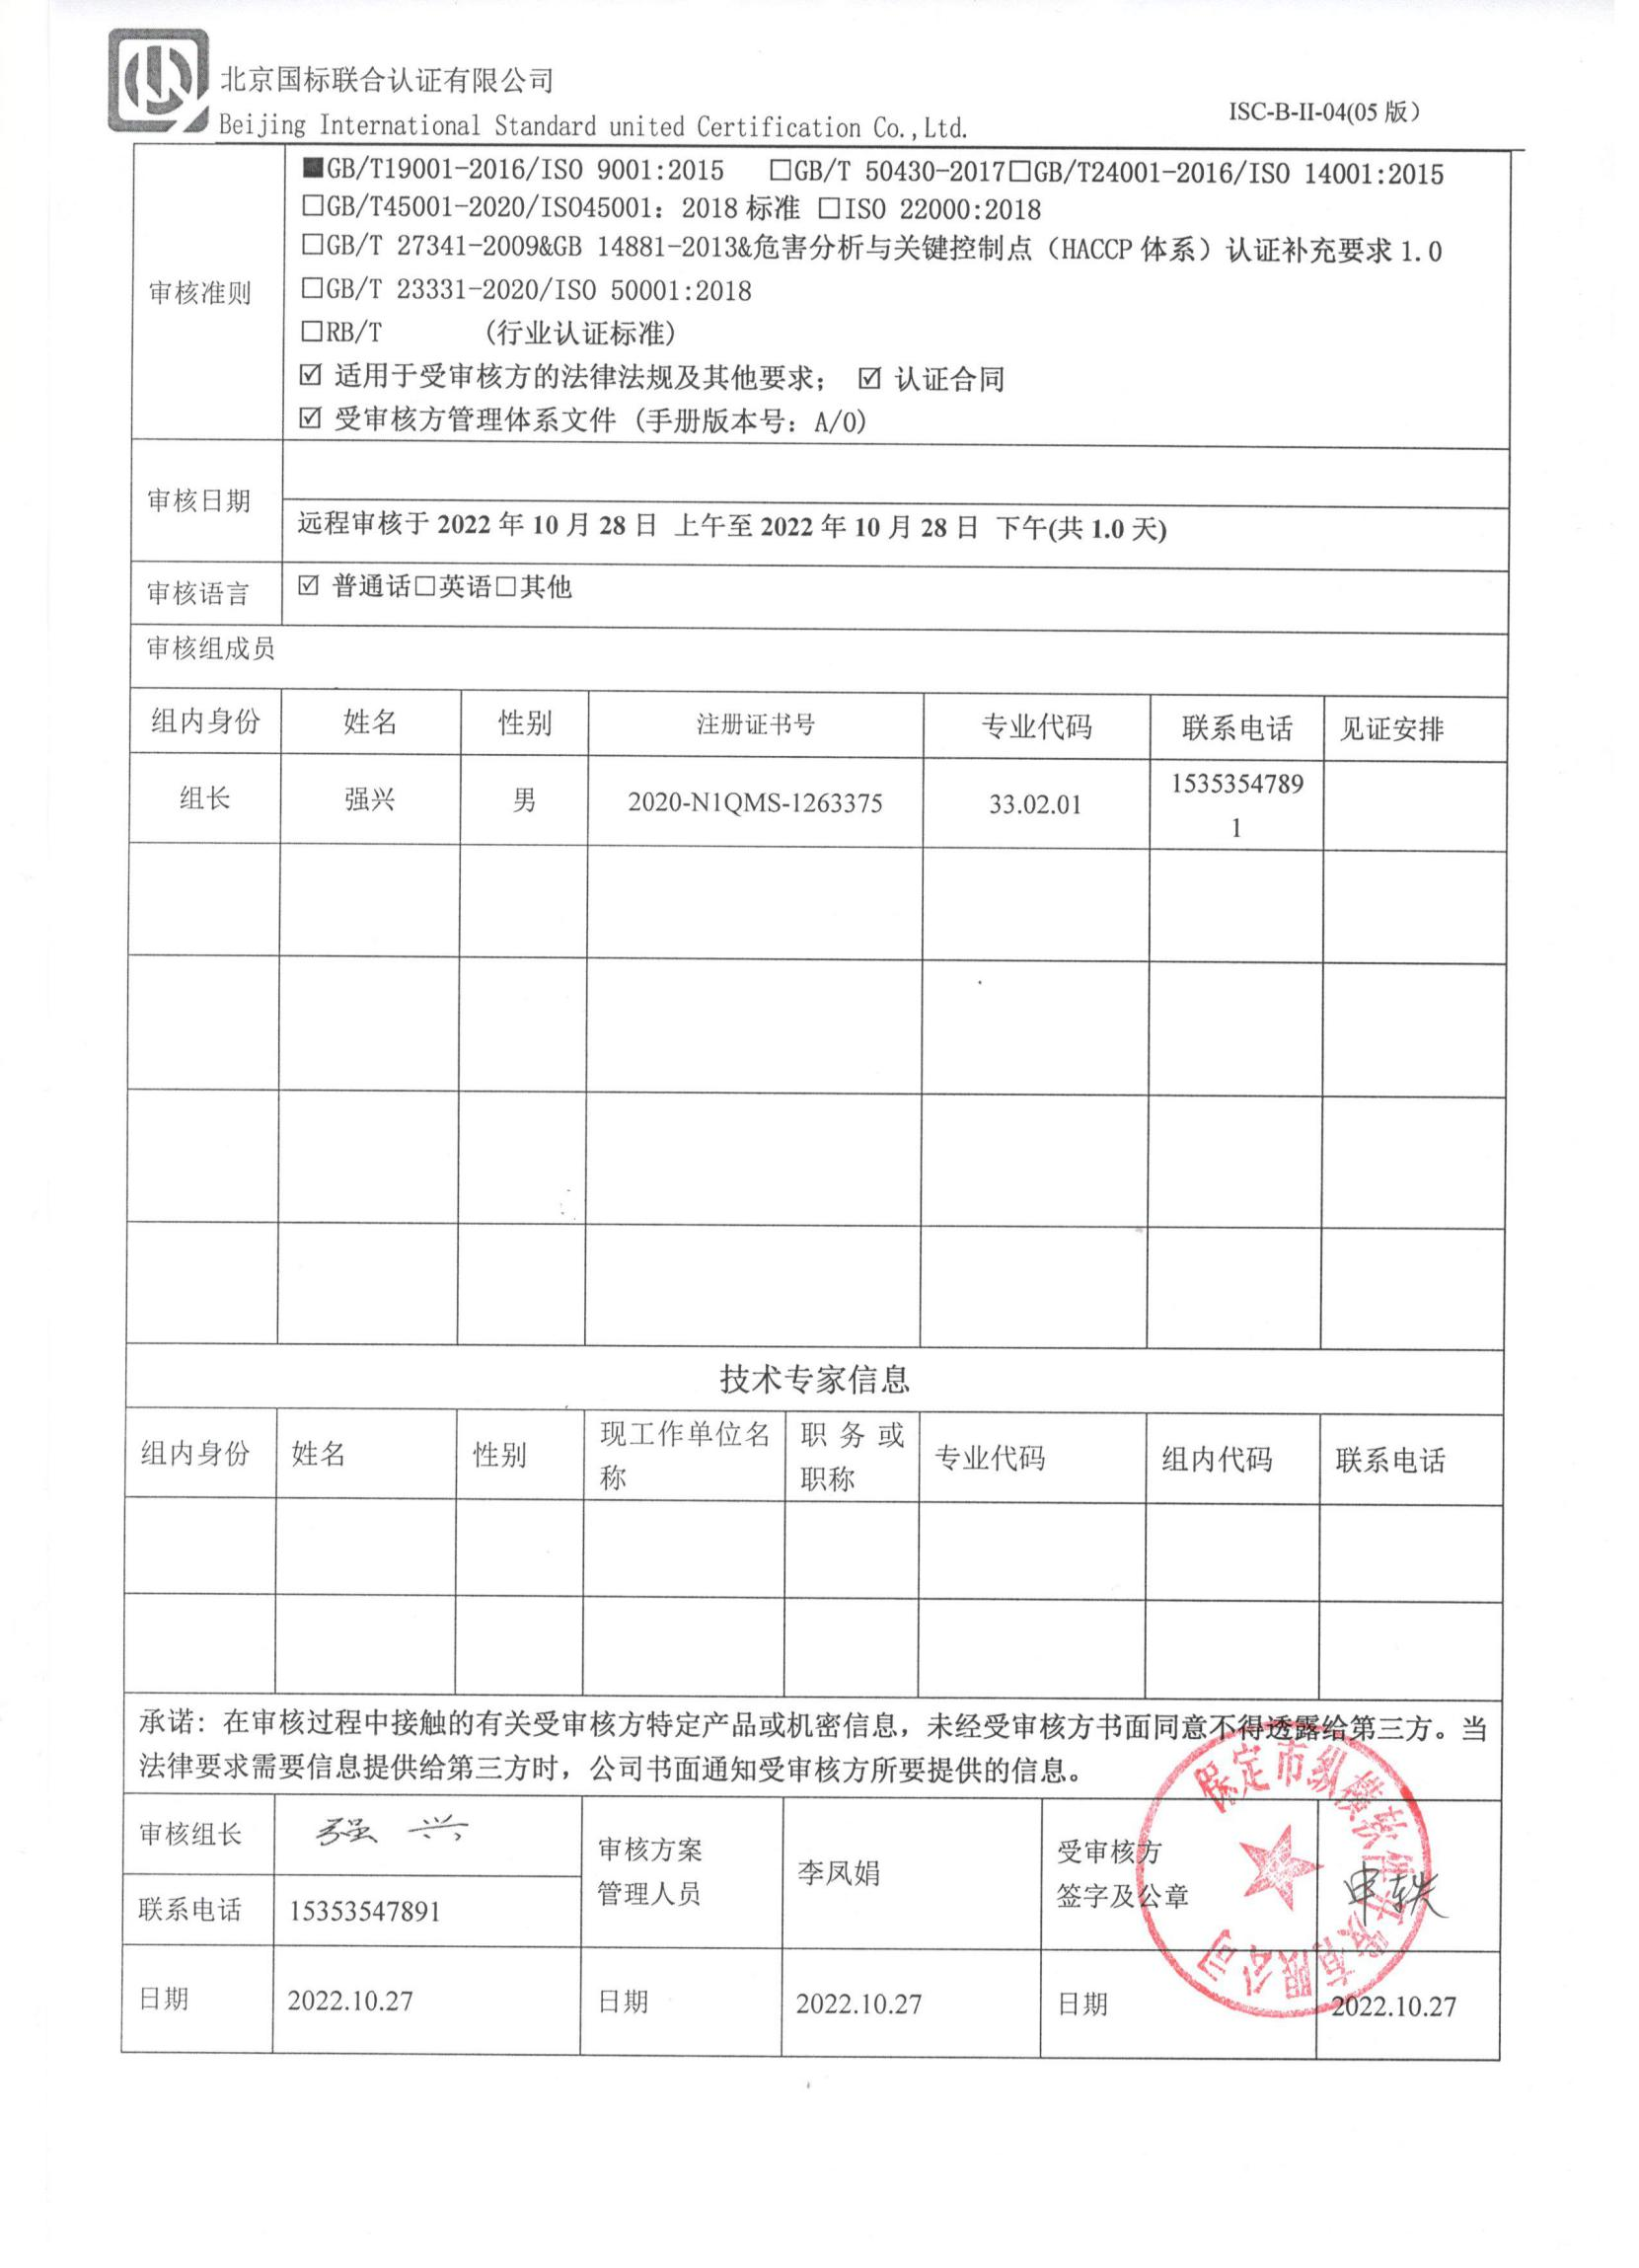 北京国标联合认证有限公司
Beijing International Standard united Certification Co.,Ltd.
ISC-B-II-04(05 版)
审核准则
■GB/T19001-2016/ISO 9001:2015 □GB/T 50430-2017□GB/T24001-2016/ISO 14001:2015
□GB/T45001-2020/ISO45001：2018 标准 □ISO 22000:2018
□GB/T 27341-2009&GB 14881-2013&危害分析与关键控制点（HACCP 体系）认证补充要求 1.0
□GB/T 23331-2020/ISO 50001:2018
□RB/T (行业认证标准)
☑ 适用于受审核方的法律法规及其他要求； ☑ 认证合同
☑ 受审核方管理体系文件 (手册版本号：A/0)
审核日期
远程审核于 2022 年 10 月 28 日 上午至 2022 年 10 月 28 日 下午(共 1.0 天)
审核语言 ☑ 普通话□英语□其他
审核组成员
组内身份 姓名 性别 注册证书号 专业代码 联系电话 见证安排
组长 强兴 男 2020-N1QMS-1263375 33.02.01 1535354789
1
技术专家信息
组内身份 姓名 性别 现工作单位名 职 务 或 专业代码 组内代码 联系电话
称 职称
承诺：在审核过程中接触的有关受审核方特定产品或机密信息，未经受审核方书面同意不得透露给第三方。当
法律要求需要信息提供给第三方时，公司书面通知受审核方所要提供的信息。
审核组长 强兴 审核方案 李凤娟 受审核方 申轶
管理人员 签字及公章
联系电话 15353547891
保定市纵横 有限公司
日期 2022.10.27 日期 2022.10.27 日期 2022.10.27